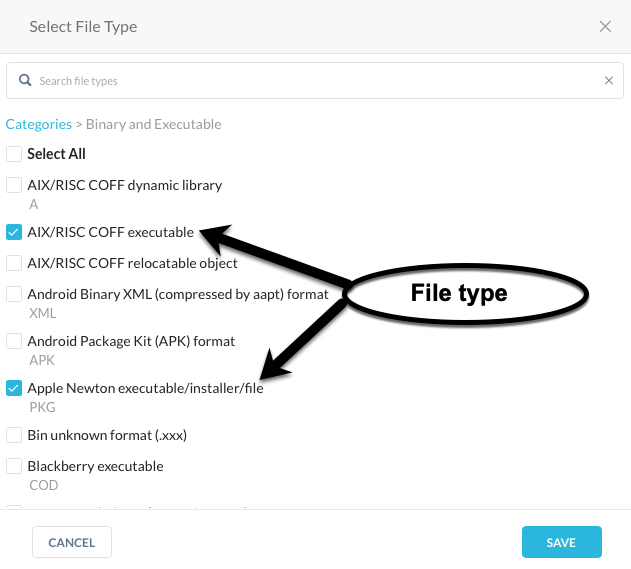 Select File Type
Search file types
Categories > Binary and Executable
Select All
AIX/RISC COFF dynamic library
A
AIX/RISC COFF executable
AIX/RISC COFF relocatable object
Android Binary XML (compressed by aapt) format
XML
File type
Android Package Kit (APK) format
APK
Apple Newton executable/installer/file
PKG
Bin unknown format (.xxx)
Blackberry executable
COD
CANCEL
SAVE